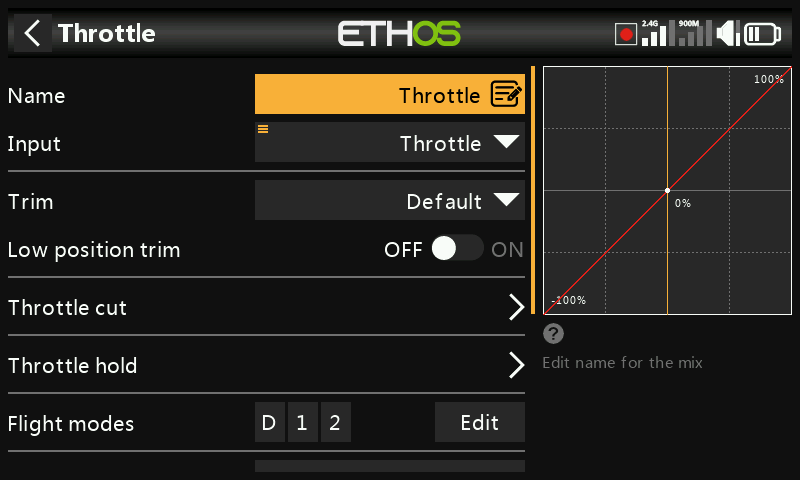 Throttle
ETHOS
2.4G
900M
Name
Throttle
Input
Throttle
Trim
Default
Low position trim
OFF ON
Throttle cut
Throttle hold
Flight modes
D 1 2
Edit
100%
0%
-100%
?
Edit name for the mix